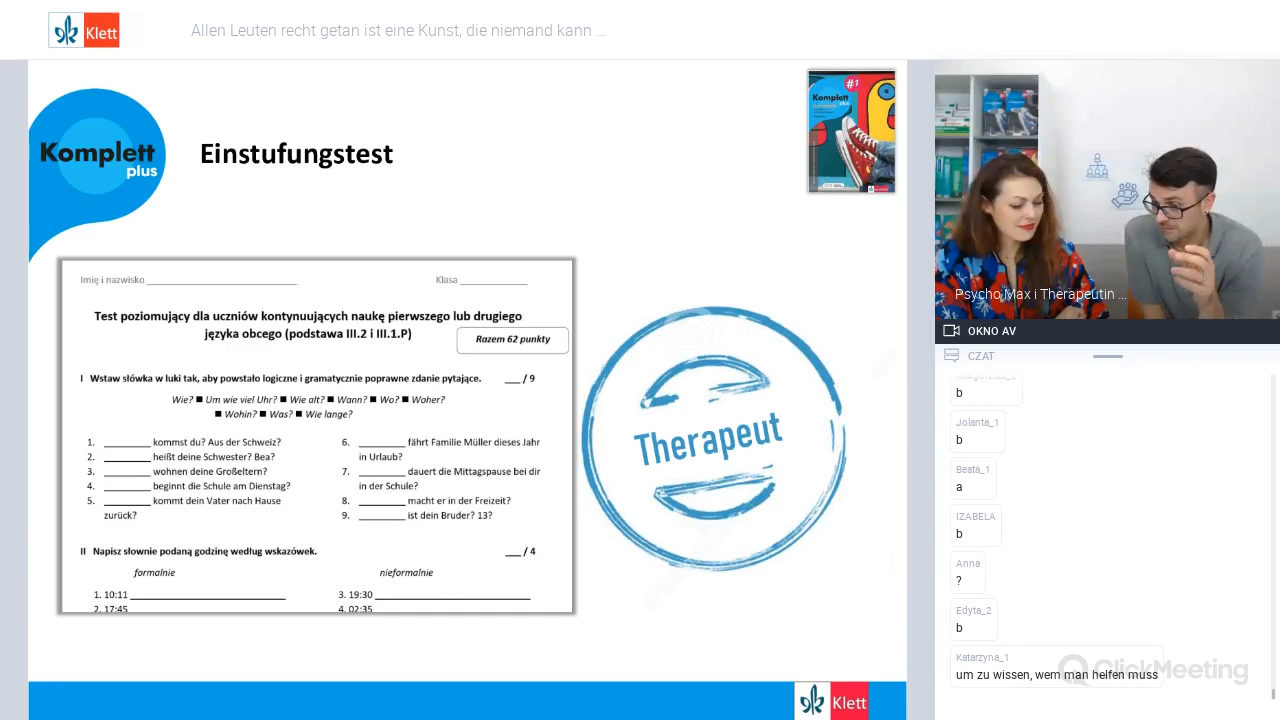 Klett
Allen Leuten recht getan ist eine Kunst, die niemand kann ...
Komplett
plus
Einstufungstest
#1
Komplett
plus
Imię i nazwisko
Klasa
Test poziomujący dla uczniów kontynuujących naukę pierwszego lub drugiego
języka obcego (podstawa III.2 i III.1.P)
Razem 62 punkty
I Wstaw słówka w luki tak, aby powstało logiczne i gramatycznie poprawne zdanie pytające. ___ / 9
Wie? ■ Um wie viel Uhr? ■ Wie alt? ■ Wann? ■ Wo? ■ Woher?
■ Wohin? ■ Was? ■ Wie lange?
1. ________ kommst du? Aus der Schweiz?
2. ________ heißt deine Schwester? Bea?
3. ________ wohnen deine Großeltern?
4. ________ beginnt die Schule am Dienstag?
5. ________ kommt dein Vater nach Hause
zurück?
6. ________ fährt Familie Müller dieses Jahr
in Urlaub?
7. ________ dauert die Mittagspause bei dir
in der Schule?
8. ________ macht er in der Freizeit?
9. ________ ist dein Bruder? 13?
II Napisz słownie podaną godzinę według wskazówek. ___ / 4
formalnie
nieformalnie
1. 10:11
3. 19:30
2. 17:45
4. 02:35
Therapeut
Klett
Psycho Max i Therapeutin ...
OKNO AV
CZAT
b
Jolanta_1
b
Beata_1
a
IZABELA
b
Anna
?
Edyta_2
b
Katarzyna_1
um zu wissen, wem man helfen muss
ClickMeeting